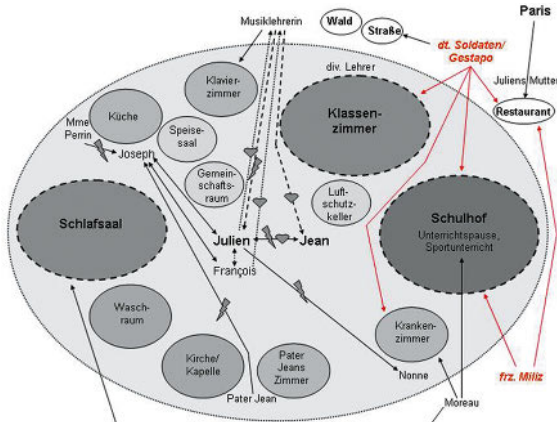 Musiklehrerin
Wald
Straße
Paris
dt. Soldaten/
Gestapo
Juliens Mutter
Restaurant
div. Lehrer
Klassen-
zimmer
Klavier-
zimmer
Küche
Mme
Perrin
Joseph
Speise-
saal
Gemein-
schafts-
raum
Luft-
schutz-
keller
Schlafsaal
Julien
Jean
François
Schulhof
Unterrichtspause,
Sportunterricht
Wasch-
raum
Kirche/
Kapelle
Pater
Jeans
Zimmer
Pater Jean
Kranken-
zimmer
Nonne
Moreau
frz. Miliz